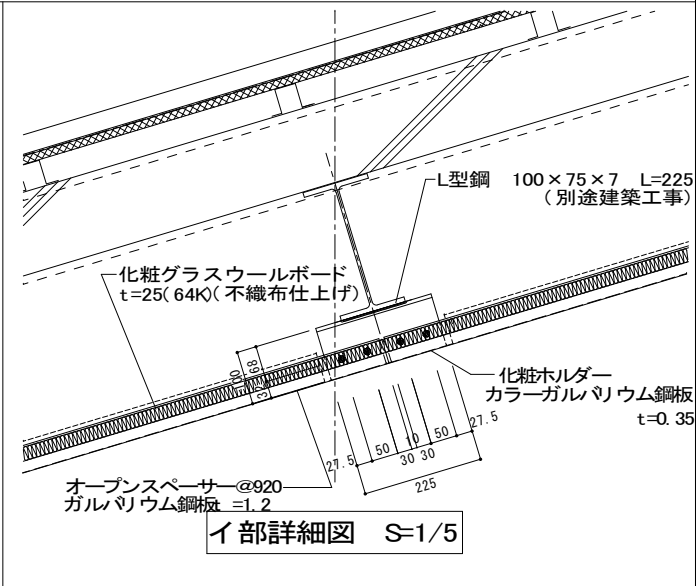 L型鋼　100×75×7　L=225
（別途建築工事）
化粧グラスウールボード
t=25(64K)(不織布仕上げ)
100
32
68
化粧ホルダー
カラーガルバリウム鋼板
t=0.35
27.5
50
30
10
30
50
27.5
225
オープンスペーサー@920
ガルバリウム鋼板t =1.2
イ部詳細図　S=1/5